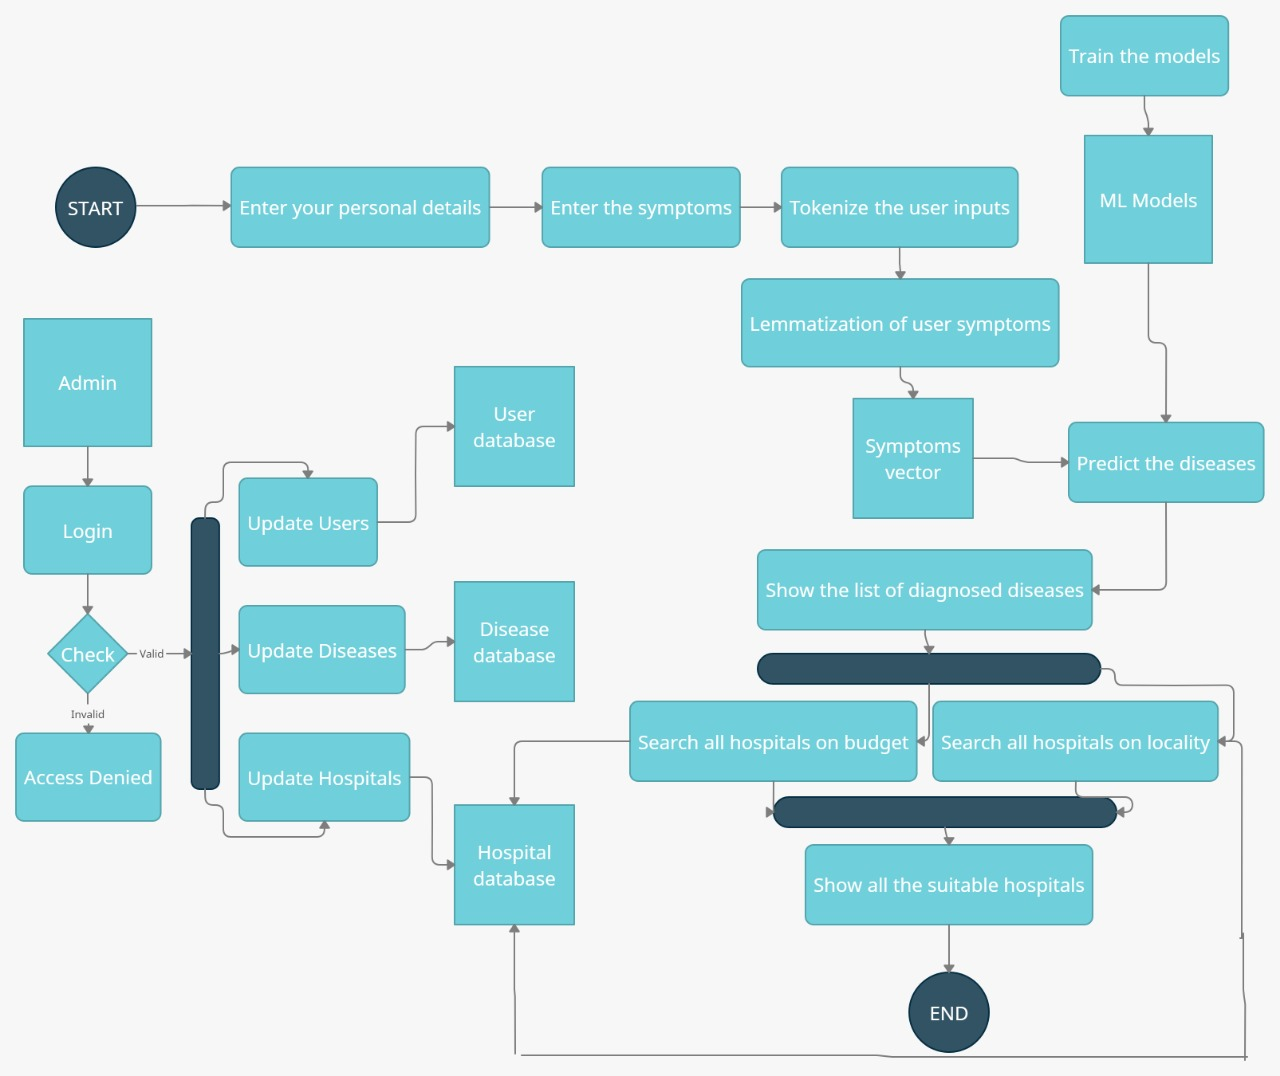 Train the models
START
Enter your personal details
Enter the symptoms
Tokenize the user inputs
ML Models
Lemmatization of user symptoms
Admin
User
database
Symptoms
vector
Predict the diseases
Login
Update Users
Show the list of diagnosed diseases
Check
Valid
Update Diseases
Disease
database
Invalid
Search all hospitals on budget
Search all hospitals on locality
Access Denied
Update Hospitals
Hospital
database
Show all the suitable hospitals
END